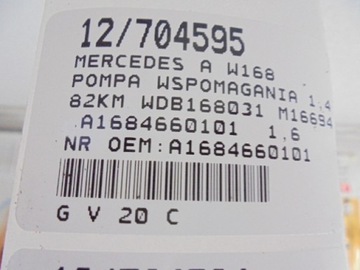 12/704595
MERCEDES A W168
POMPA WSPOMAGANIA 1,4
82KM WDB168031 M16694
.A1684660101 1,6
NR OEM:A1684660101
G V 20 C